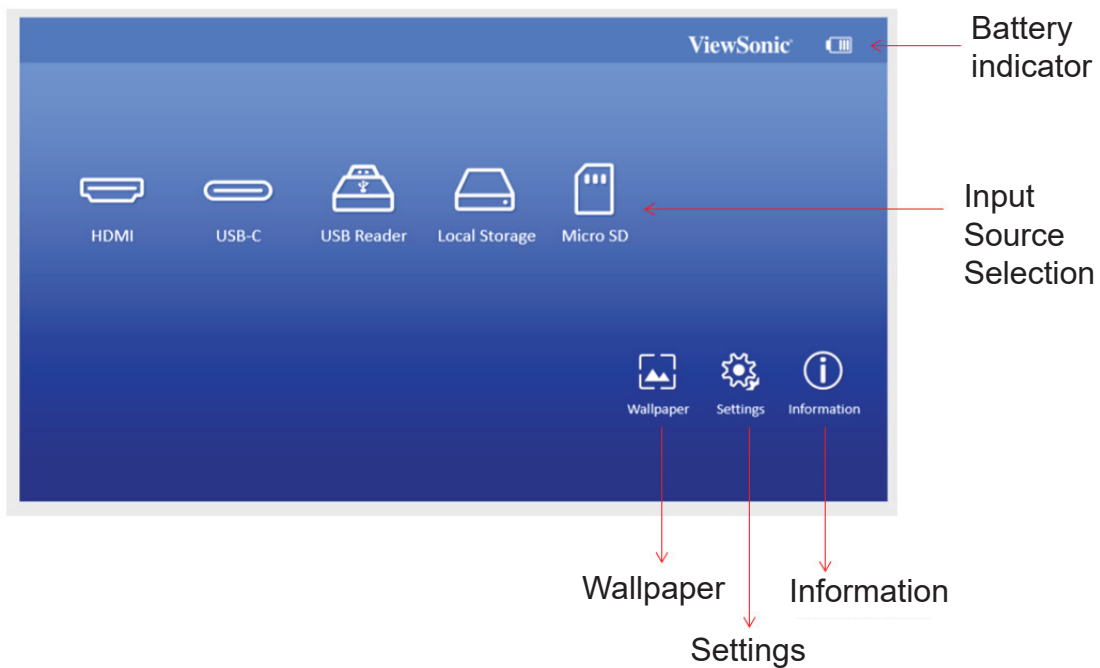 ViewSonic
Battery
indicator
HDMI
USB-C
USB Reader
Local Storage
Micro SD
Input
Source
Selection
Wallpaper
Settings
Information
Wallpaper
Information
Settings